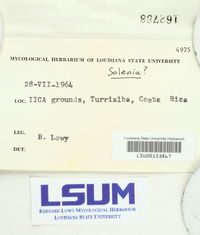 162788
4975
MYCOLOGICAL HERBARIUM OF LOUISIANA STATE UNIVERSITY
Solenia?
28-VII-1964
LOC. IICA grounds, Turrialba, Costa Rica
LEG. B. Lowy
DET.
Louisiana State University Herbarium
LSU00153847
LSUM
BERNARD LOWY MYCOLOGICAL HERBARIUM
LOUISIANA STATE UNIVERSITY